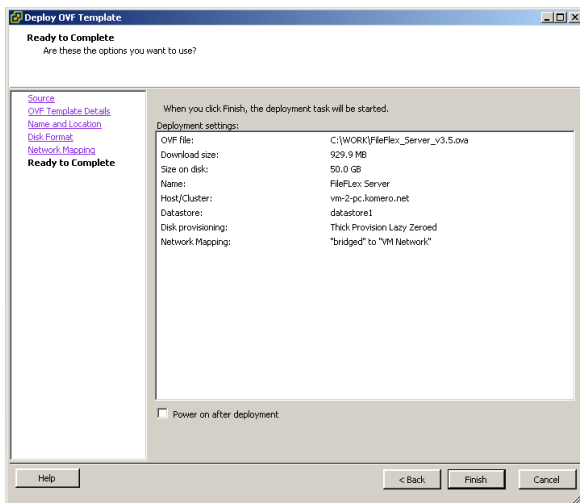 Deploy OVF Template
Ready to Complete
Are these the options you want to use?
Source
OVF Template Details
Name and Location
Disk Format
Network Mapping
Ready to Complete
When you click Finish, the deployment task will be started.
Deployment settings:
OVF file: C:\WORK\FileFlex_Server_v3.5.ova
Download size: 929.9 MB
Size on disk: 50.0 GB
Name: FileFLex Server
Host/Cluster: vm-2-pc.komero.net
Datastore: datastore1
Disk provisioning: Thick Provision Lazy Zeroed
Network Mapping: "bridged" to "VM Network"
Power on after deployment
Help
< Back
Finish
Cancel